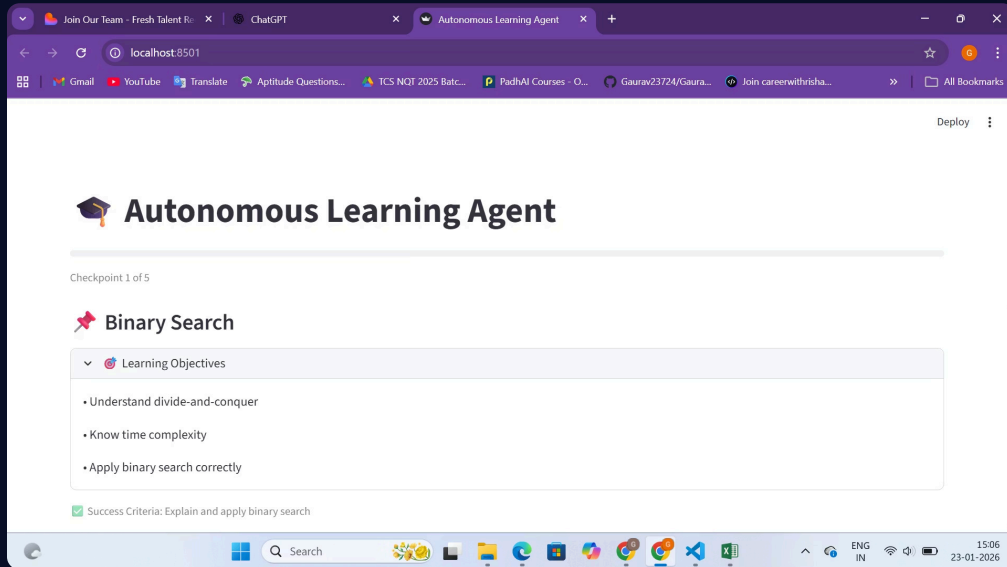 Join Our Team - Fresh Talent Re
ChatGPT
Autonomous Learning Agent
localhost:8501
Gmail
YouTube
Translate
Aptitude Questions...
TCS NQT 2025 Batc...
PadhAI Courses - O...
Gaurav23724/Gaura...
Join careerwithrisha...
»
All Bookmarks
Deploy
Autonomous Learning Agent
Checkpoint 1 of 5
Binary Search
Learning Objectives
• Understand divide-and-conquer
• Know time complexity
• Apply binary search correctly
Success Criteria: Explain and apply binary search
Search
ENG
IN
15:06
23-01-2026